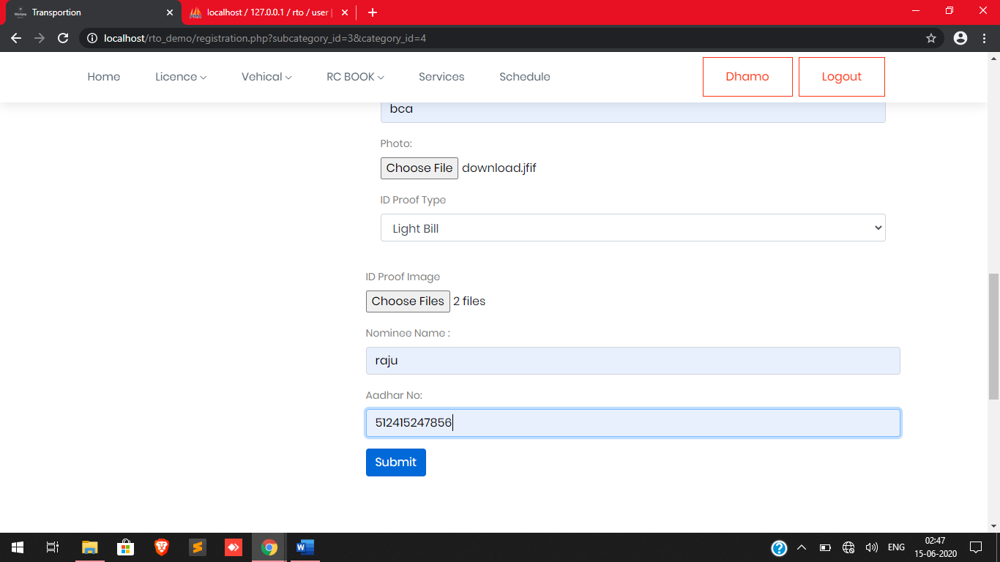 Transportion
localhost / 127.0.0.1 / rto / user |
localhost/rto_demo/registration.php?subcategory_id=3&category_id=4
Home Licence Vehical RC BOOK Services Schedule Dhamo Logout
bca
Photo:
Choose File download.jfif
ID Proof Type
Light Bill
ID Proof Image
Choose Files 2 files
Nominee Name :
raju
Aadhar No:
512415247856
Submit
ENG
02:47
15-06-2020